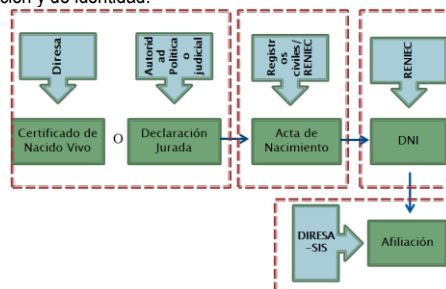 ción y de identidad.
Diresa
Autorid
ad
Política
o
judicial
Registr
os
civiles/
RENIEC
RENIEC
Certificado de
Nacido Vivo
O
Declaración
Jurada
Acta de
Nacimiento
DNI
DIRESA
-SIS
Afiliación